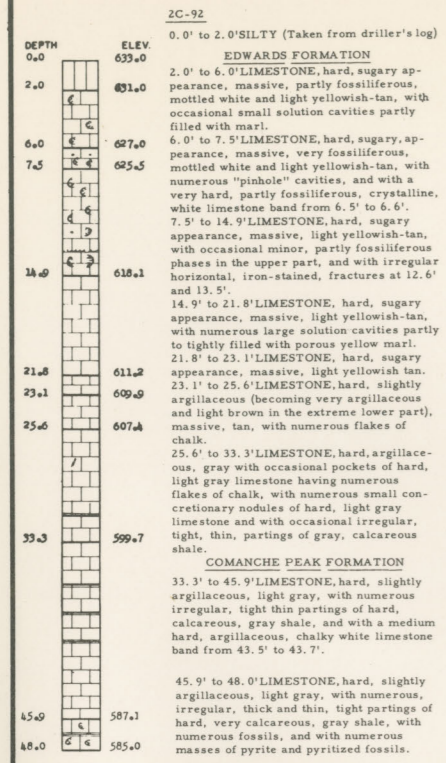 2C-92
0.0' to 2.0'SILTY (Taken from driller's log)
DEPTH ELEV.
0.0 633.0
2.0 631.0
6.0 627.0
7.5 625.5
14.9 618.1
21.8 611.2
23.1 609.9
25.6 607.4
33.3 599.7
45.9 587.1
48.0 585.0
EDWARDS FORMATION
2.0' to 6.0'LIMESTONE, hard, sugary ap-
pearance, massive, partly fossiliferous,
mottled white and light yellowish-tan, with
occasional small solution cavities partly
filled with marl.
6.0' to 7.5'LIMESTONE, hard, sugary, ap-
pearance, massive, very fossiliferous,
mottled white and light yellowish-tan, with
numerous "pinhole" cavities, and with a
very hard, partly fossiliferous, crystalline,
white limestone band from 6.5' to 6.6'.
7.5' to 14.9'LIMESTONE, hard, sugary
appearance, massive, light yellowish-tan,
with occasional minor, partly fossiliferous
phases in the upper part, and with irregular
horizontal, iron-stained, fractures at 12.6'
and 13.5'.
14.9' to 21.8'LIMESTONE, hard, sugary
appearance, massive, light yellowish-tan,
with numerous large solution cavities partly
to tightly filled with porous yellow marl.
21.8' to 23.1'LIMESTONE, hard, sugary
appearance, massive, light yellowish tan.
23.1' to 25.6'LIMESTONE, hard, slightly
argillaceous (becoming very argillaceous
and light brown in the extreme lower part),
massive, tan, with numerous flakes of
chalk.
25.6' to 33.3'LIMESTONE, hard, argillace-
ous, gray with occasional pockets of hard,
light gray limestone having numerous
flakes of chalk, with numerous small con-
cretionary nodules of hard, light gray
limestone and with occasional irregular,
tight, thin, partings of gray, calcareous
shale.
COMANCHE PEAK FORMATION
33.3' to 45.9'LIMESTONE, hard, slightly
argillaceous, light gray, with numerous
irregular, tight thin partings of hard,
calcareous, gray shale, and with a medium
hard, argillaceous, chalky white limestone
band from 43.5' to 43.7'.
45.9' to 48.0'LIMESTONE, hard, slightly
argillaceous, light gray, with numerous,
irregular, thick and thin, tight partings of
hard, very calcareous, gray shale, with
numerous fossils, and with numerous
masses of pyrite and pyritized fossils.